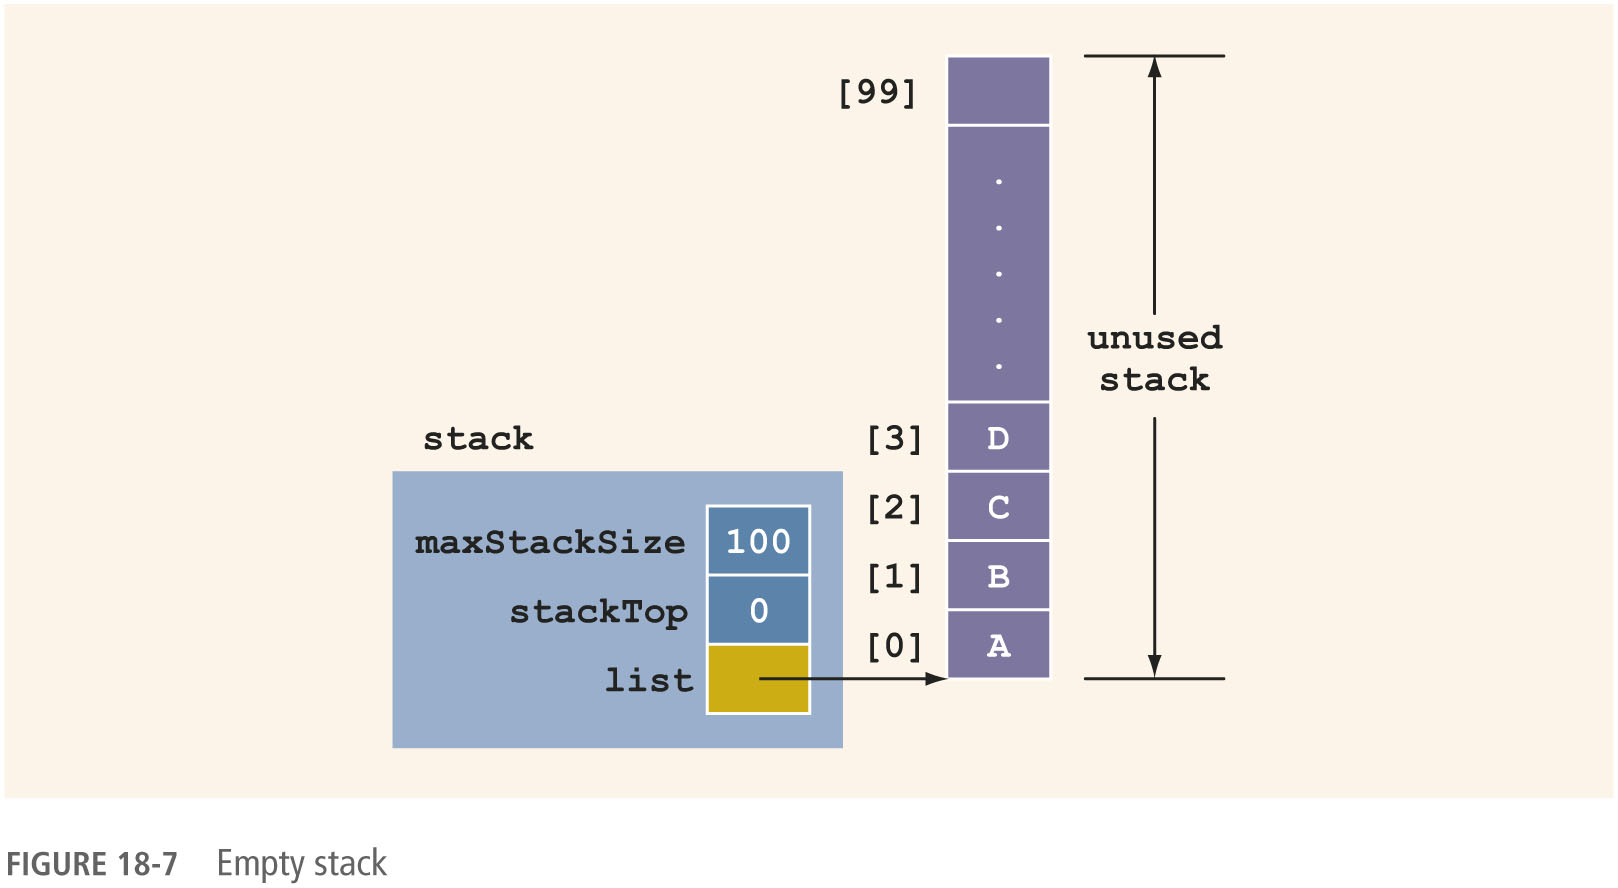 [99]
.
.
.
.
.
unused
stack
stack
[3] D
[2] C
maxStackSize 100
[1] B
stackTop 0
[0] A
list
FIGURE 18-7 Empty stack